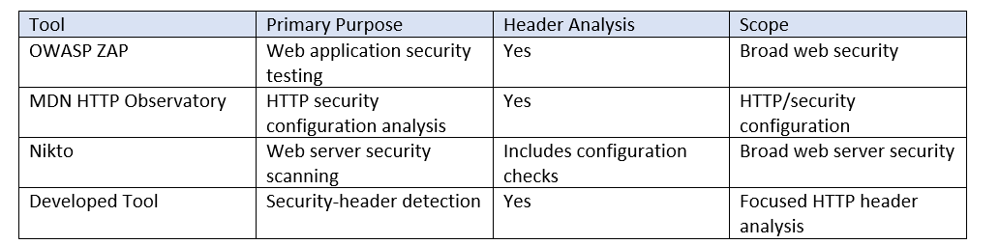 Tool Primary Purpose Header Analysis Scope
OWASP ZAP Web application security testing Yes Broad web security
MDN HTTP Observatory HTTP security configuration analysis Yes HTTP/security configuration
Nikto Web server security scanning Includes configuration checks Broad web server security
Developed Tool Security-header detection Yes Focused HTTP header analysis